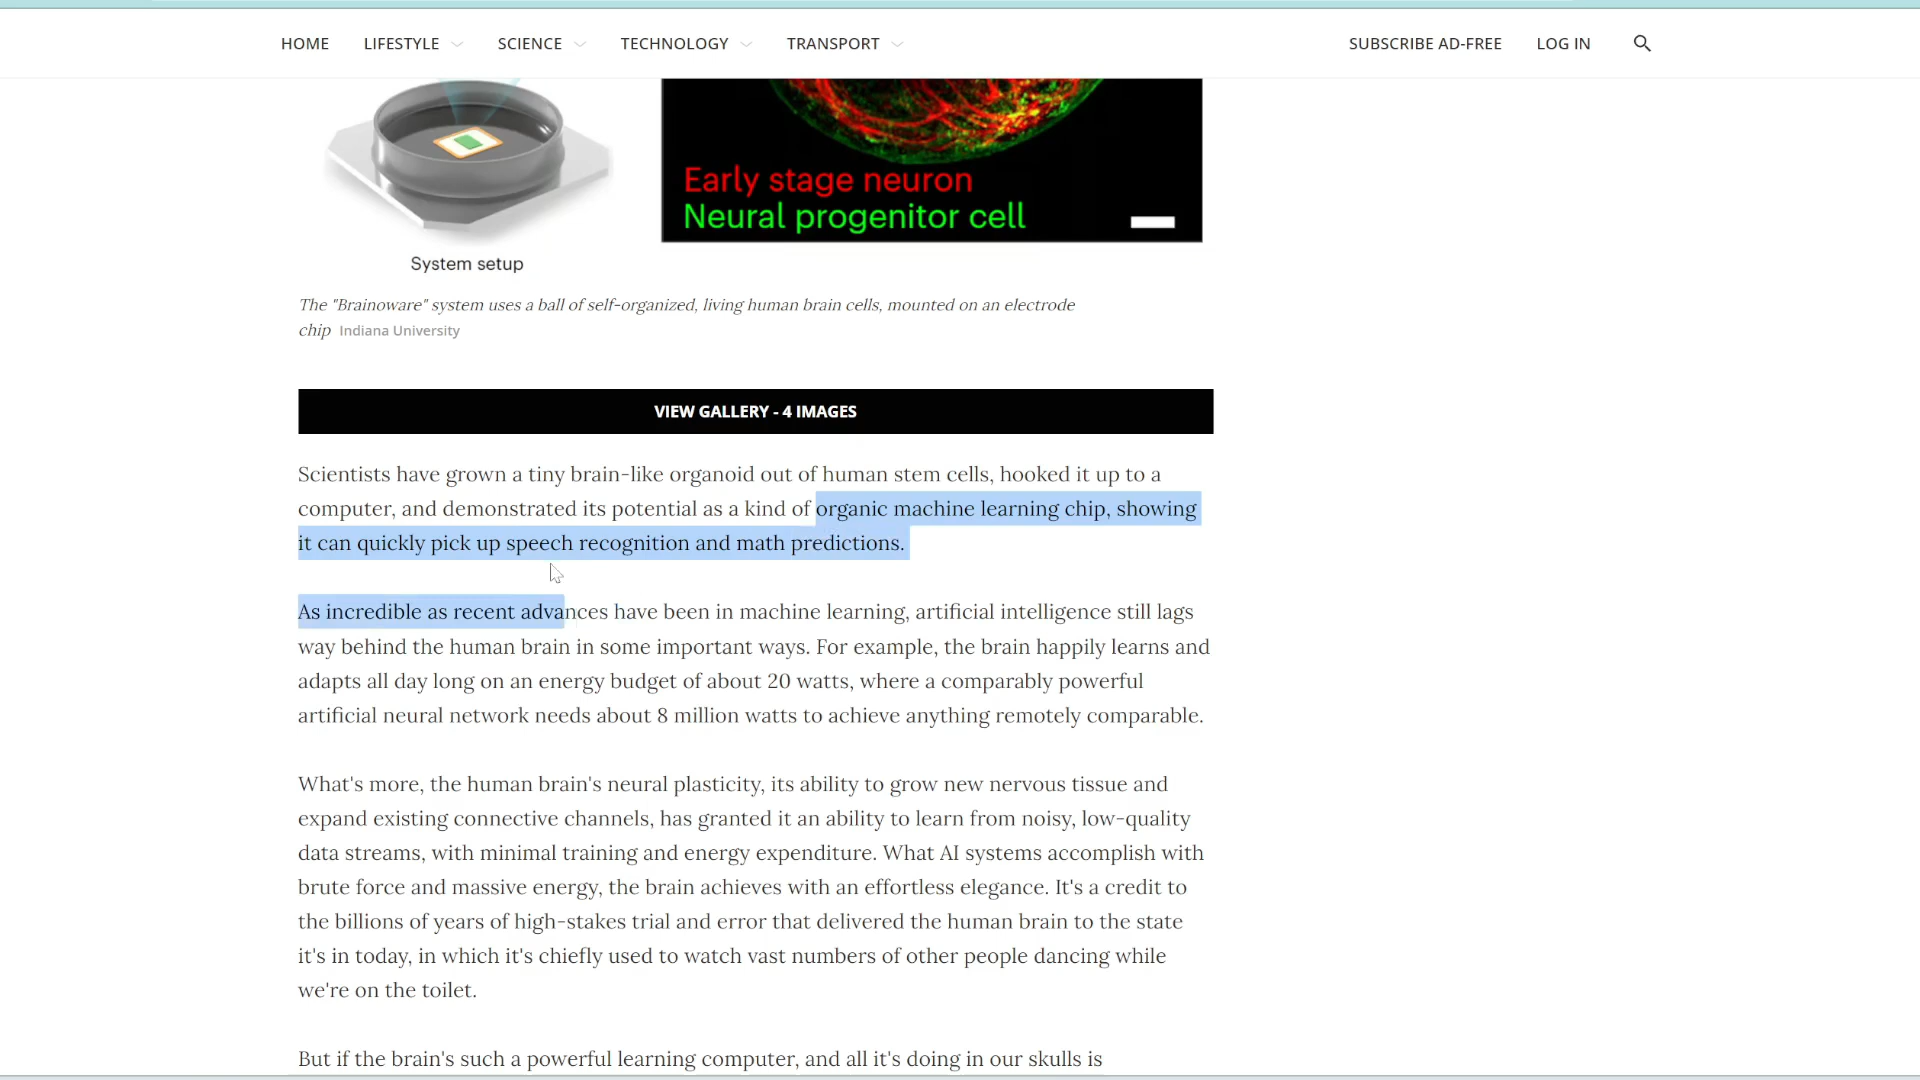 HOME LIFESTYLE SCIENCE TECHNOLOGY TRANSPORT SUBSCRIBE AD-FREE LOG IN
Early stage neuron
Neural progenitor cell
System setup
The "Brainoware" system uses a ball of self-organized, living human brain cells, mounted on an electrode
chip Indiana University
VIEW GALLERY - 4 IMAGES
Scientists have grown a tiny brain-like organoid out of human stem cells, hooked it up to a
computer, and demonstrated its potential as a kind of organic machine learning chip, showing
it can quickly pick up speech recognition and math predictions.
As incredible as recent advances have been in machine learning, artificial intelligence still lags
way behind the human brain in some important ways. For example, the brain happily learns and
adapts all day long on an energy budget of about 20 watts, where a comparably powerful
artificial neural network needs about 8 million watts to achieve anything remotely comparable.
What's more, the human brain's neural plasticity, its ability to grow new nervous tissue and
expand existing connective channels, has granted it an ability to learn from noisy, low-quality
data streams, with minimal training and energy expenditure. What AI systems accomplish with
brute force and massive energy, the brain achieves with an effortless elegance. It's a credit to
the billions of years of high-stakes trial and error that delivered the human brain to the state
it's in today, in which it's chiefly used to watch vast numbers of other people dancing while
we're on the toilet.
But if the brain's such a powerful learning computer, and all it's doing in our skulls is